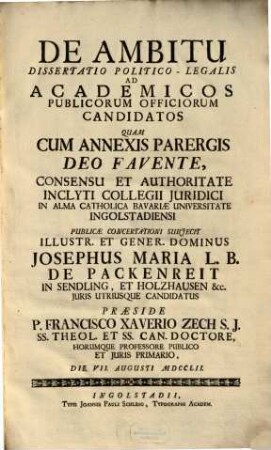 DE AMBITU
DISSERTATIO POLITICO - LEGALIS
AD
ACADEMICOS
PUBLICORUM OFFICIORUM
CANDIDATOS
QUAM
CUM ANNEXIS PARERGIS
DEO FAVENTE,
CONSENSU ET AUTHORITATE
INCLYTI COLLEGII JURIDICI
IN ALMA CATHOLICA BAVARIÆ UNIVERSITATE
INGOLSTADIENSI
PUBLICÆ CONCERTATIONI SUBJECIT
ILLUSTR. ET GENER. DOMINUS
JOSEPHUS MARIA L. B.
DE PACKENREIT
IN SENDLING, ET HOLZHAUSEN &c.
JURIS UTRIUSQUE CANDIDATUS
PRÆSIDE
P. FRANCISCO XAVERIO ZECH S. J.
SS. THEOL. ET SS. CAN. DOCTORE,
HORUMQUE PROFESSORE PUBLICO
ET JURIS PRIMARIO,
DIE VII. AUGUSTI MDCCLII.
INGOLSTADII,
TYPIS JOANNIS PAULI SCHLEIG, TYPOGRAPHI ACADEM.